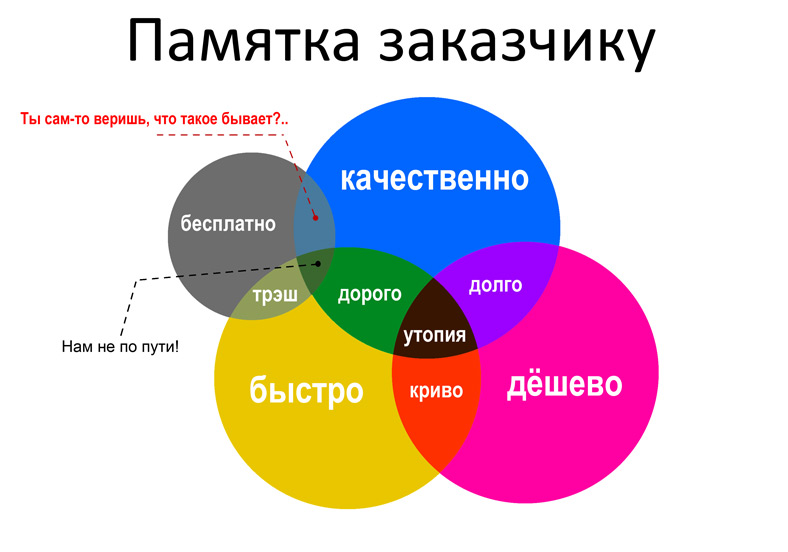 Памятка заказчику
Ты сам-то веришь, что такое бывает?..
качественно
бесплатно
трэш
дорого
долго
утопия
Нам не по пути!
быстро
криво
дёшево